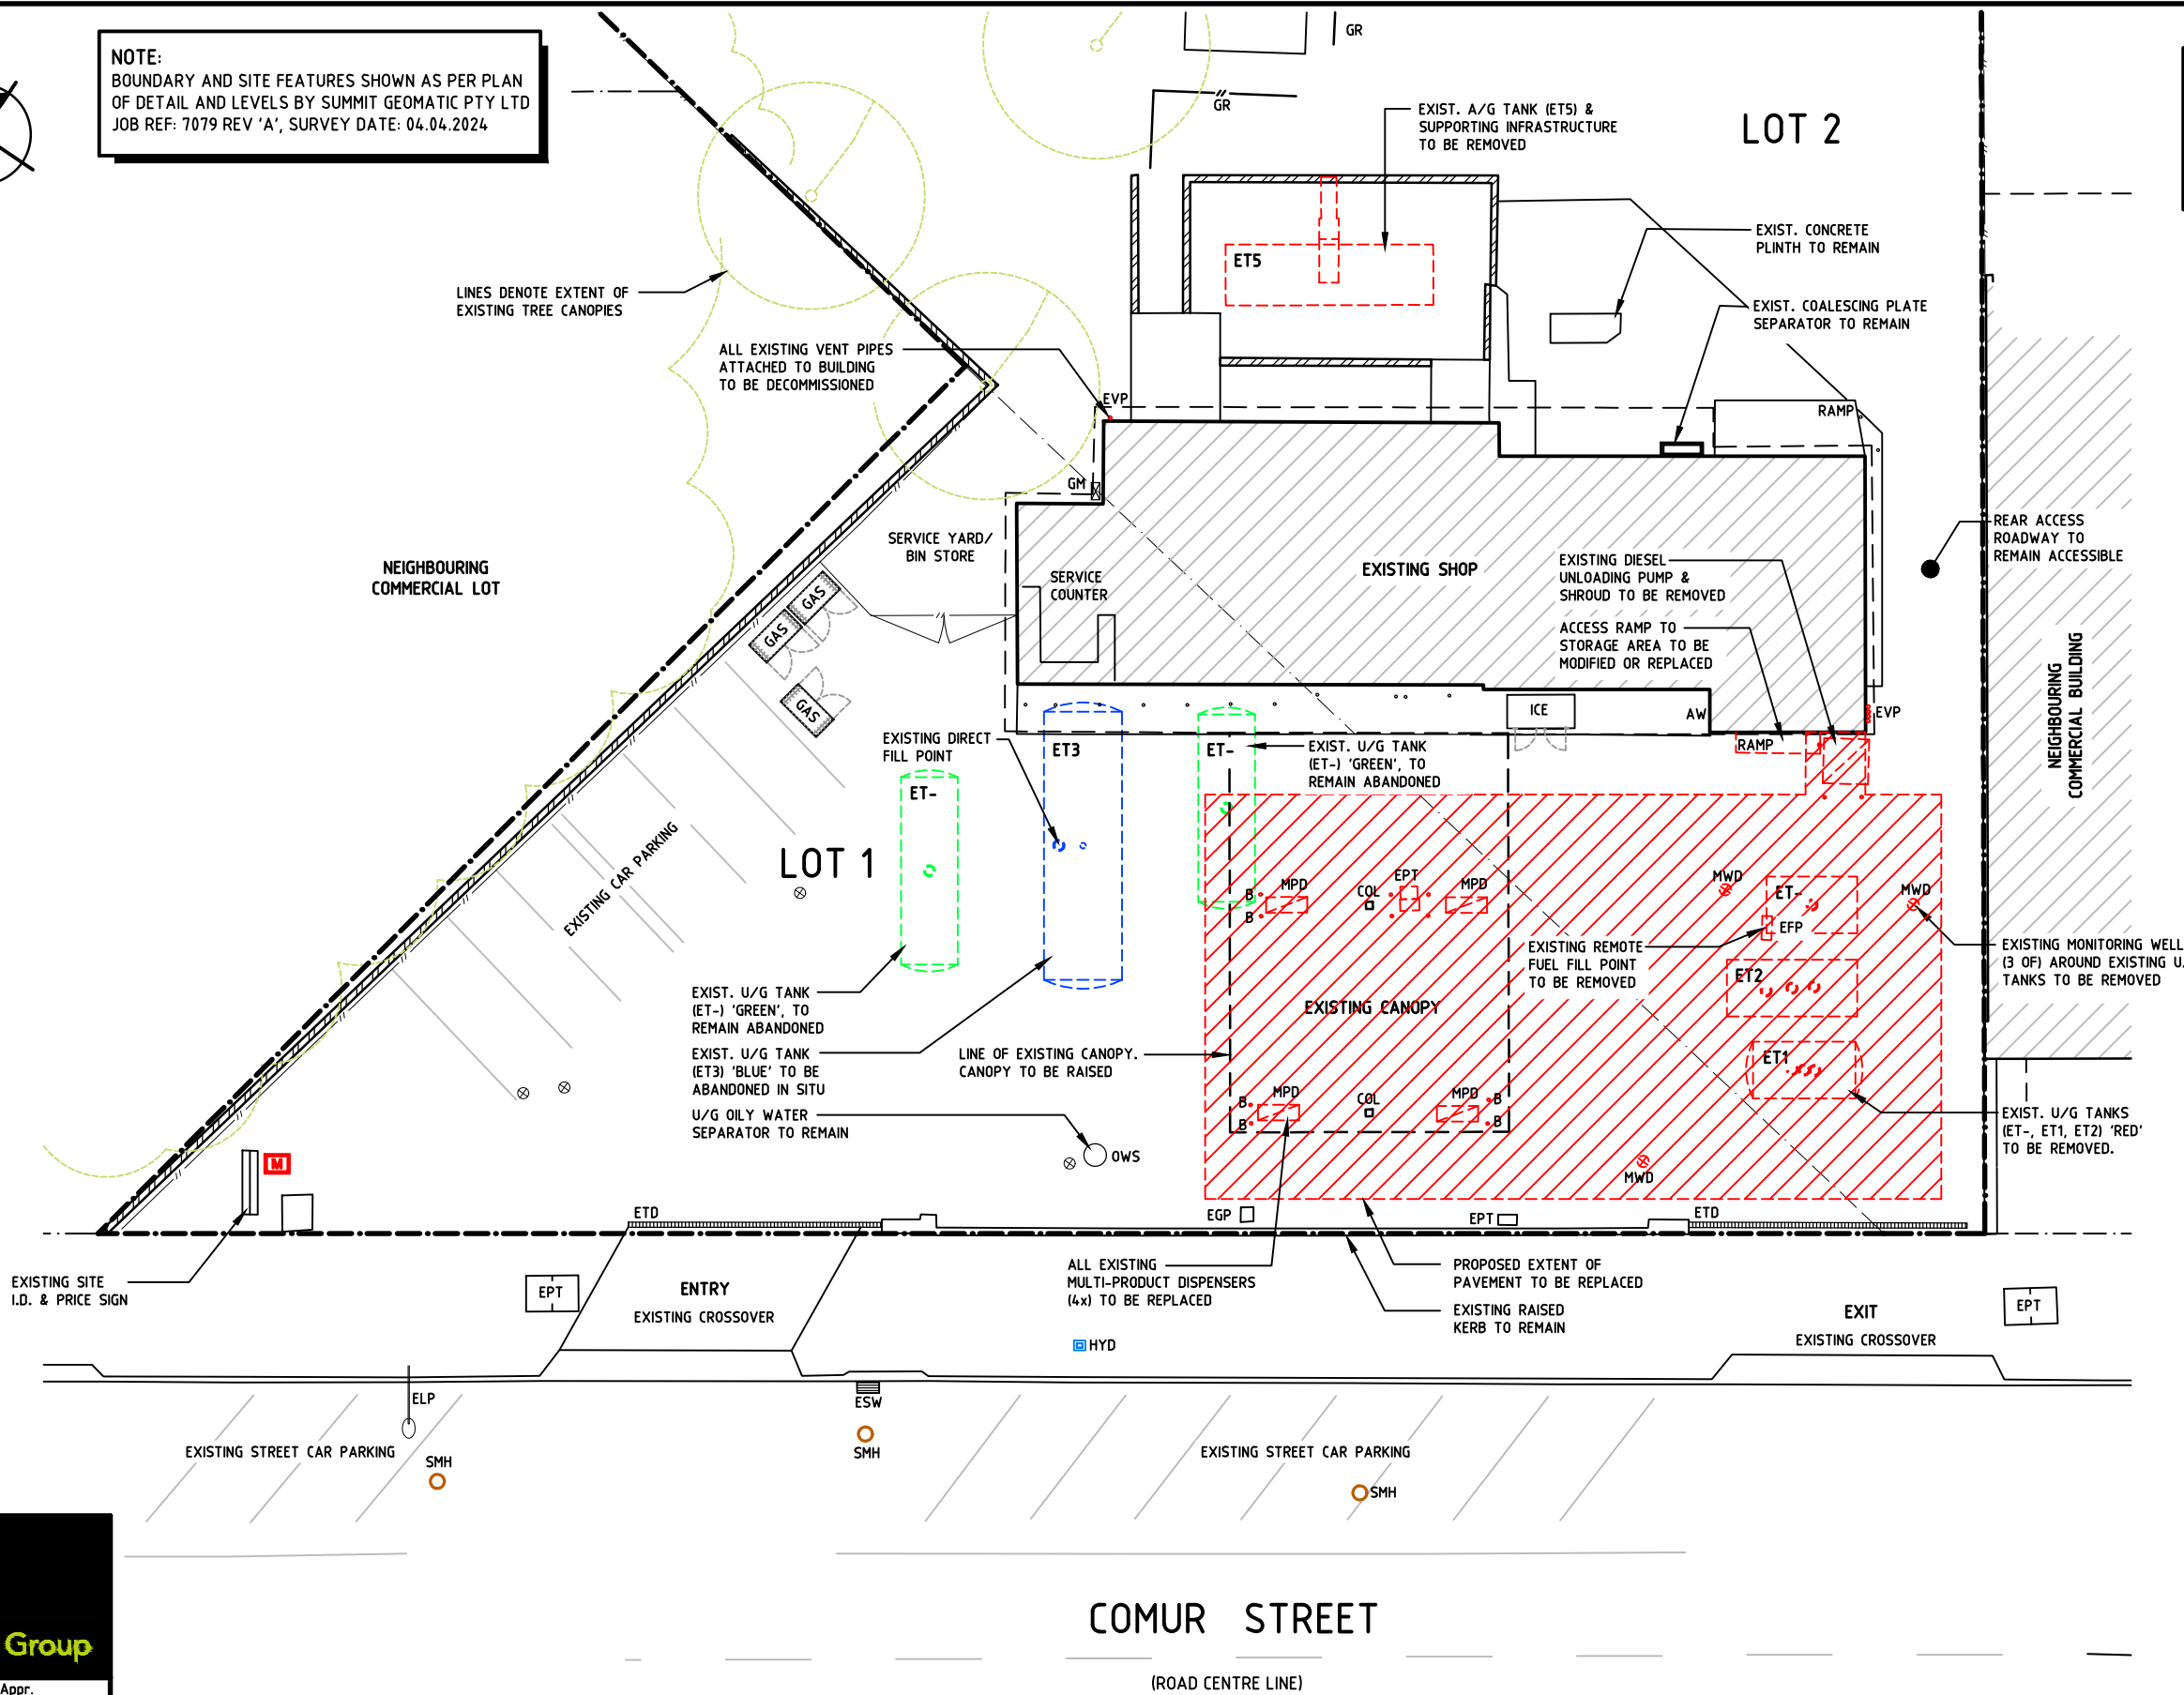 NOTE:
BOUNDARY AND SITE FEATURES SHOWN AS PER PLAN
OF DETAIL AND LEVELS BY SUMMIT GEOMATIC PTY LTD
JOB REF: 7079 REV 'A', SURVEY DATE: 04.04.2024
GR
GR
EXIST. A/G TANK (ET5) &
SUPPORTING INFRASTRUCTURE
TO BE REMOVED
LOT 2
ET5
EXIST. CONCRETE
PLINTH TO REMAIN
EXIST. COALESCING PLATE
SEPARATOR TO REMAIN
LINES DENOTE EXTENT OF
EXISTING TREE CANOPIES
ALL EXISTING VENT PIPES
ATTACHED TO BUILDING
TO BE DECOMMISSIONED
EVP
RAMP
GM
SERVICE YARD/
BIN STORE
NEIGHBOURING
COMMERCIAL LOT
SERVICE
COUNTER
EXISTING SHOP
EXISTING DIESEL
UNLOADING PUMP &
SHROUD TO BE REMOVED
ACCESS RAMP TO
STORAGE AREA TO BE
MODIFIED OR REPLACED
REAR ACCESS
ROADWAY TO
REMAIN ACCESSIBLE
NEIGHBOURING
COMMERCIAL BUILDING
GAS
GAS
GAS
ICE
AW
EVP
RAMP
EXISTING DIRECT
FILL POINT
ET3
ET-
ET-
EXIST. U/G TANK
(ET-) 'GREEN', TO
REMAIN ABANDONED
LOT 1
EXISTING CAR PARKING
MPD
EPT
MPD
COL
B
B
MWD
ET-
MWD
EFP
EXISTING REMOTE
FUEL FILL POINT
TO BE REMOVED
ET2
EXISTING MONITORING WELL
(3 OF) AROUND EXISTING U
TANKS TO BE REMOVED
EXISTING CANOPY
EXIST. U/G TANK
(ET-) 'GREEN', TO
REMAIN ABANDONED
EXIST. U/G TANK
(ET3) 'BLUE' TO BE
ABANDONED IN SITU
LINE OF EXISTING CANOPY.
CANOPY TO BE RAISED
ET1
U/G OILY WATER
SEPARATOR TO REMAIN
MPD
COL
MPD
B
B
B
B
EXIST. U/G TANKS
(ET-, ET1, ET2) 'RED'
TO BE REMOVED.
OWS
MWD
M
ETD
EGP
EPT
ETD
EXISTING SITE
I.D. & PRICE SIGN
EPT
ENTRY
EXISTING CROSSOVER
ALL EXISTING
MULTI-PRODUCT DISPENSERS
(4x) TO BE REPLACED
PROPOSED EXTENT OF
PAVEMENT TO BE REPLACED
EXISTING RAISED
KERB TO REMAIN
EXIT
EXISTING CROSSOVER
EPT
HYD
ELP
ESW
SMH
EXISTING STREET CAR PARKING
SMH
EXISTING STREET CAR PARKING
SMH
COMUR STREET
(ROAD CENTRE LINE)
Group
Appr.